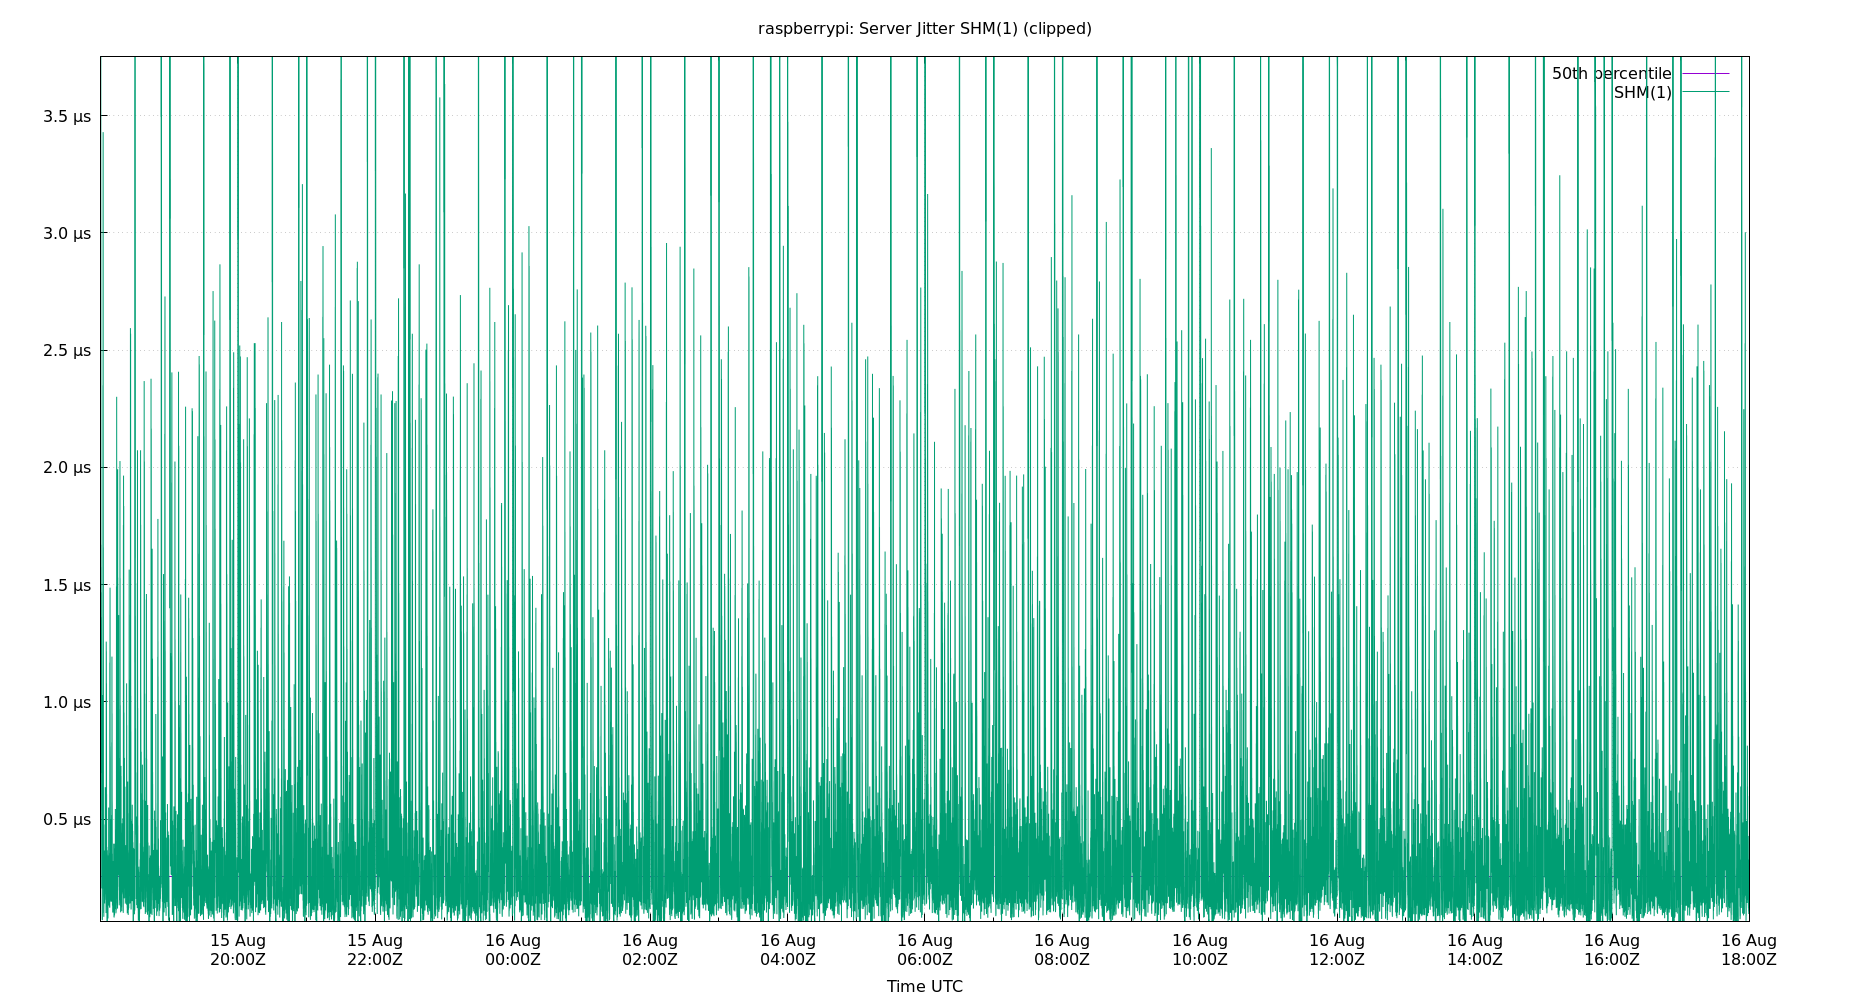 raspberrypi: Server Jitter SHM(1) (clipped)
50th percentile
SHM(1)
3.5 µs
3.0 µs
2.5 µs
2.0 µs
1.5 µs
1.0 µs
0.5 µs
15 Aug 15 Aug 16 Aug 16 Aug 16 Aug 16 Aug 16 Aug 16 Aug 16 Aug 16 Aug 16 Aug 16 Aug
20:00Z 22:00Z 00:00Z 02:00Z 04:00Z 06:00Z 08:00Z 10:00Z 12:00Z 14:00Z 16:00Z 18:00Z
Time UTC